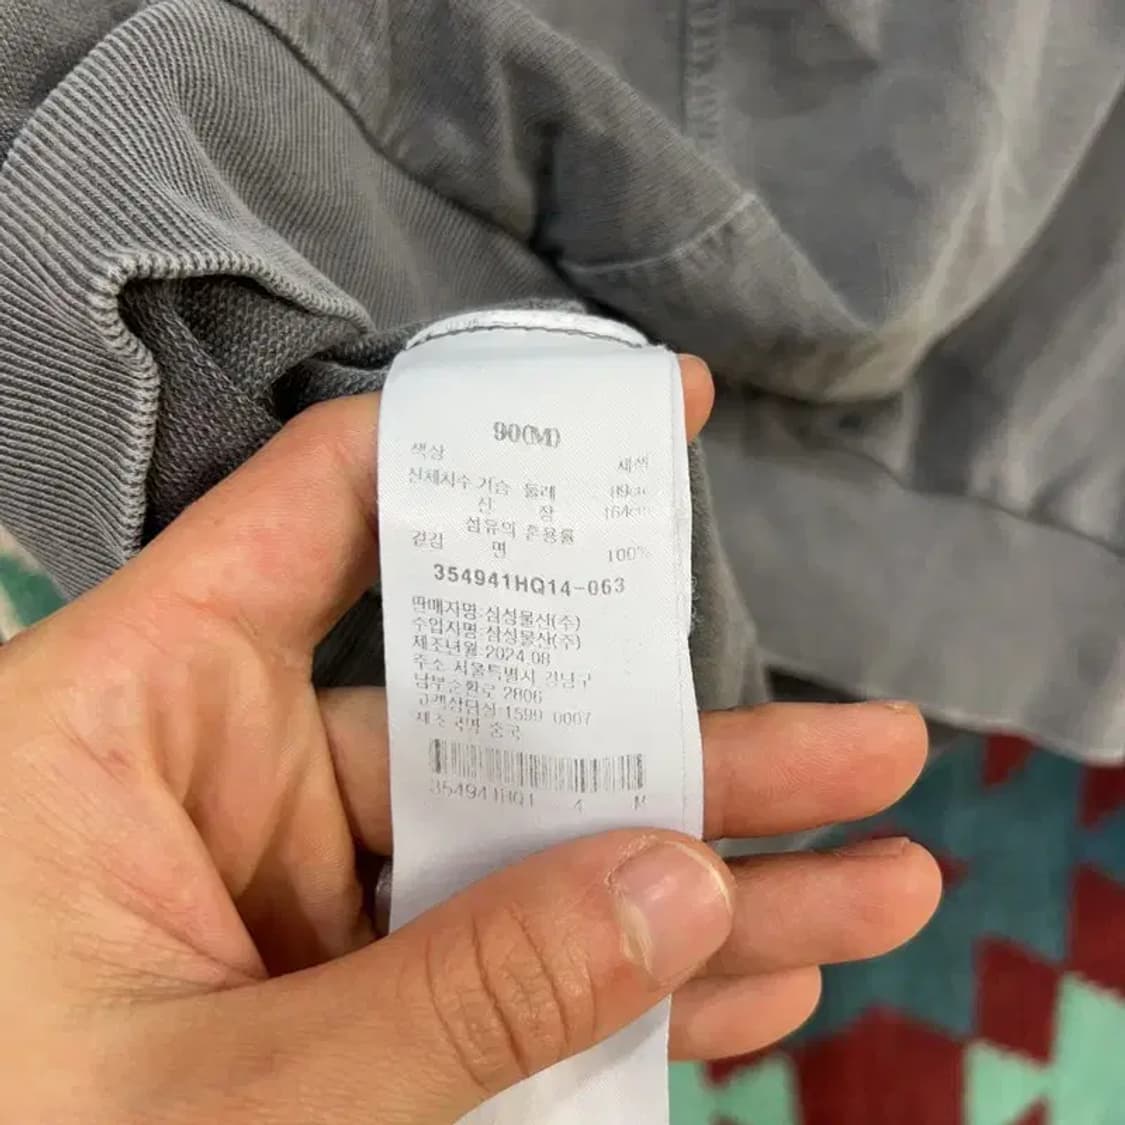 90(M)
색상
신체치수 가슴 둘레 89cm
신 장 164cm
섬유의 혼용률
겉감 면 100%
354941HQ14-063
판매자명:삼성물산(주)
수입자명:삼성물산(주)
제조년월:2024.08
주소:서울특별시 강남구
남부순환로 2806
고객상담실:1599-0007
제조국명:중국
354941HQ1 4 M